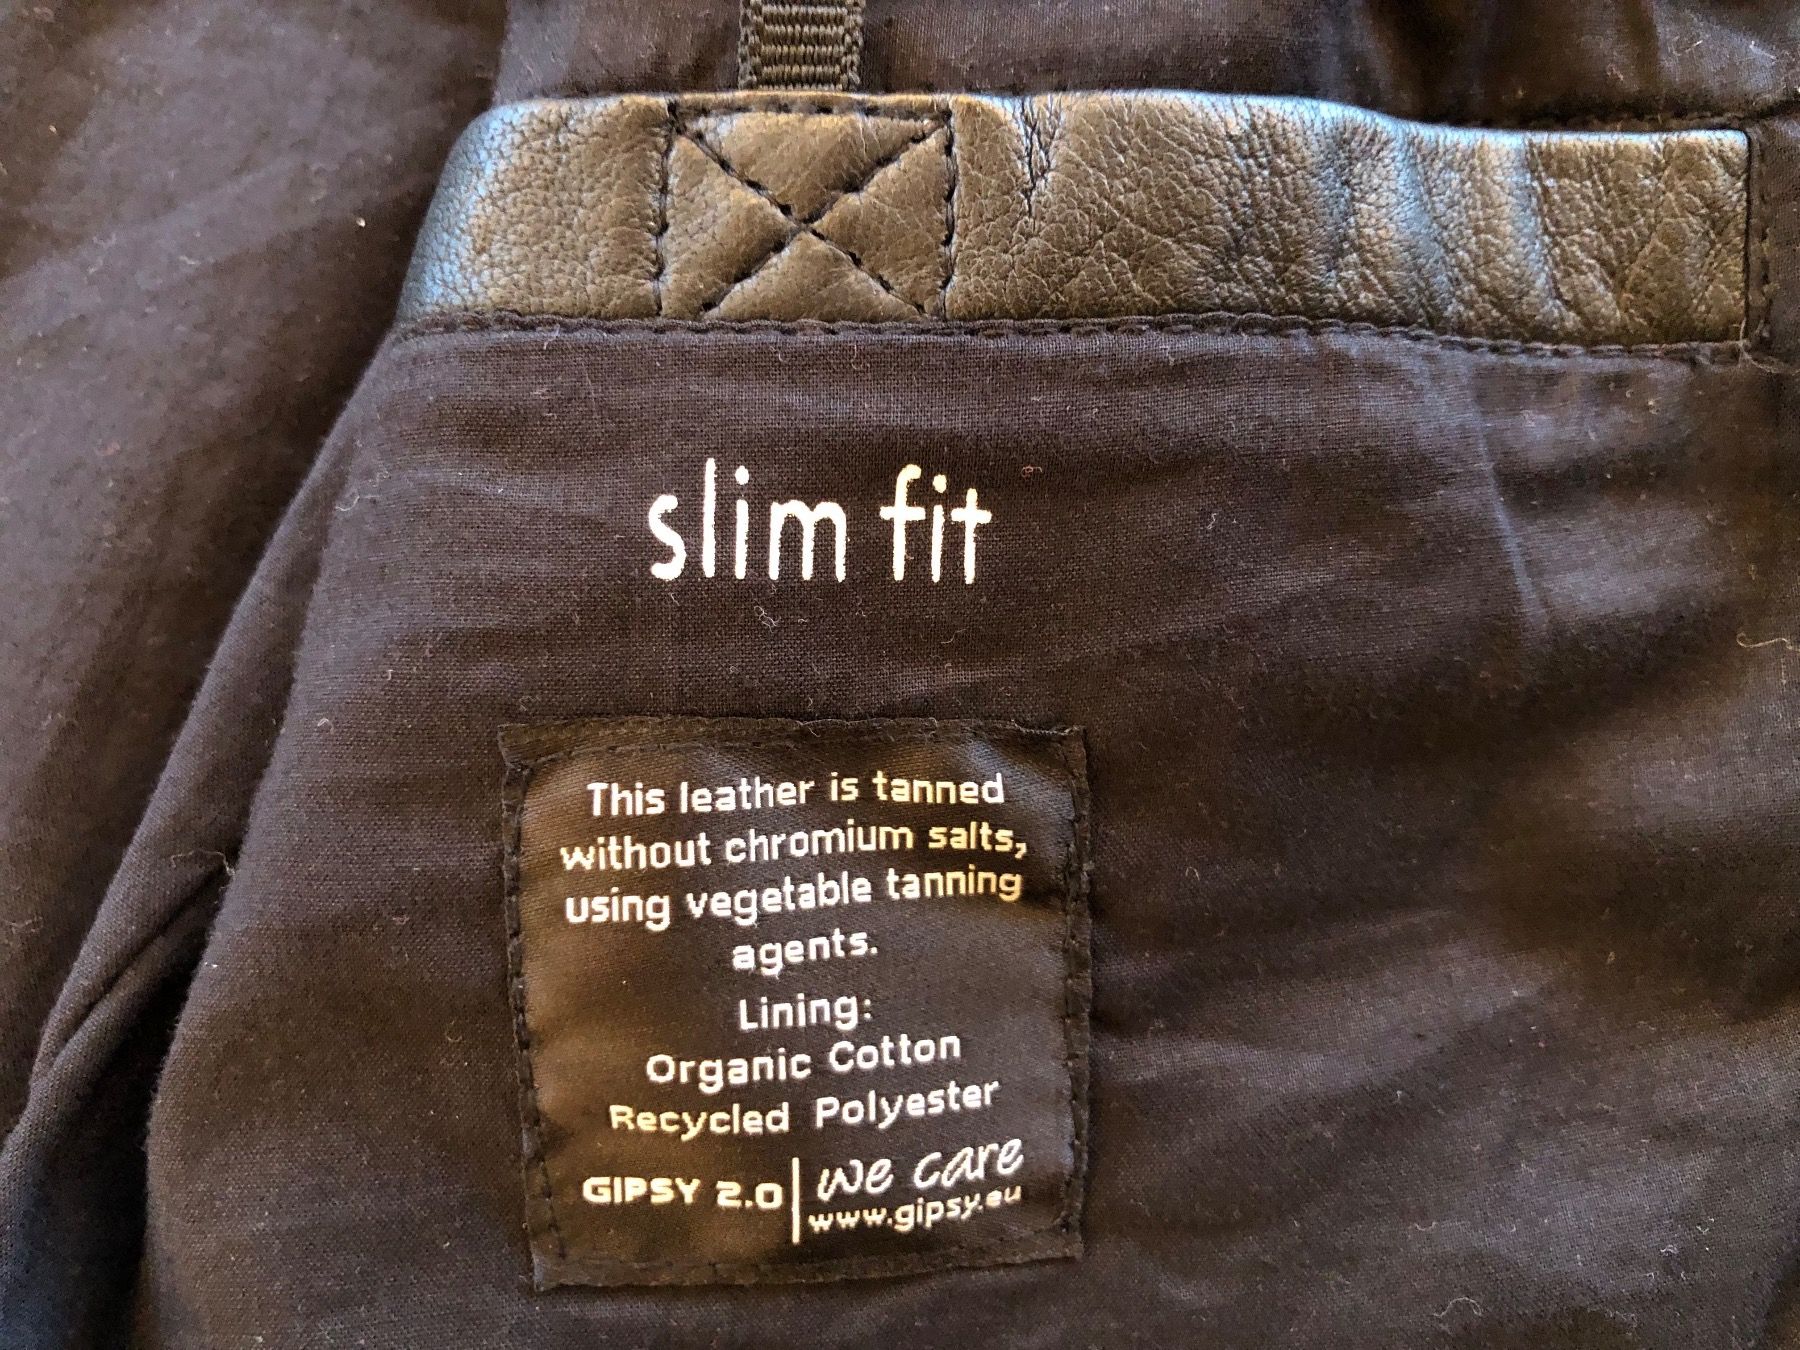 slim fit
This leather is tanned
without chromium salts,
using vegetable tanning
agents.
Lining:
Organic Cotton
Recycled Polyester
GIPSY 2.0 | we care
www.gipsy.eu